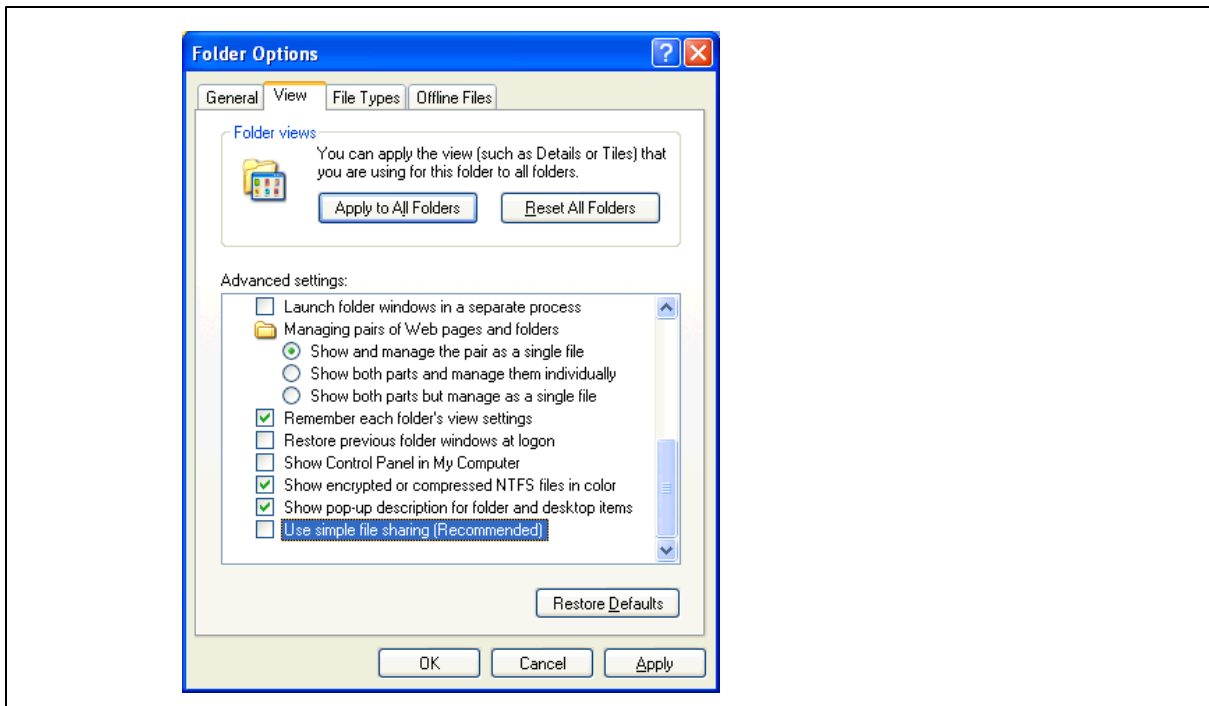 Folder Options
General View File Types Offline Files
Folder views
You can apply the view (such as Details or Tiles) that
you are using for this folder to all folders.
Apply to All Folders Reset All Folders
Advanced settings:
Launch folder windows in a separate process
Managing pairs of Web pages and folders
Show and manage the pair as a single file
Show both parts and manage them individually
Show both parts but manage as a single file
Remember each folder's view settings
Restore previous folder windows at logon
Show Control Panel in My Computer
Show encrypted or compressed NTFS files in color
Show pop-up description for folder and desktop items
Use simple file sharing (Recommended)
Restore Defaults
OK Cancel Apply